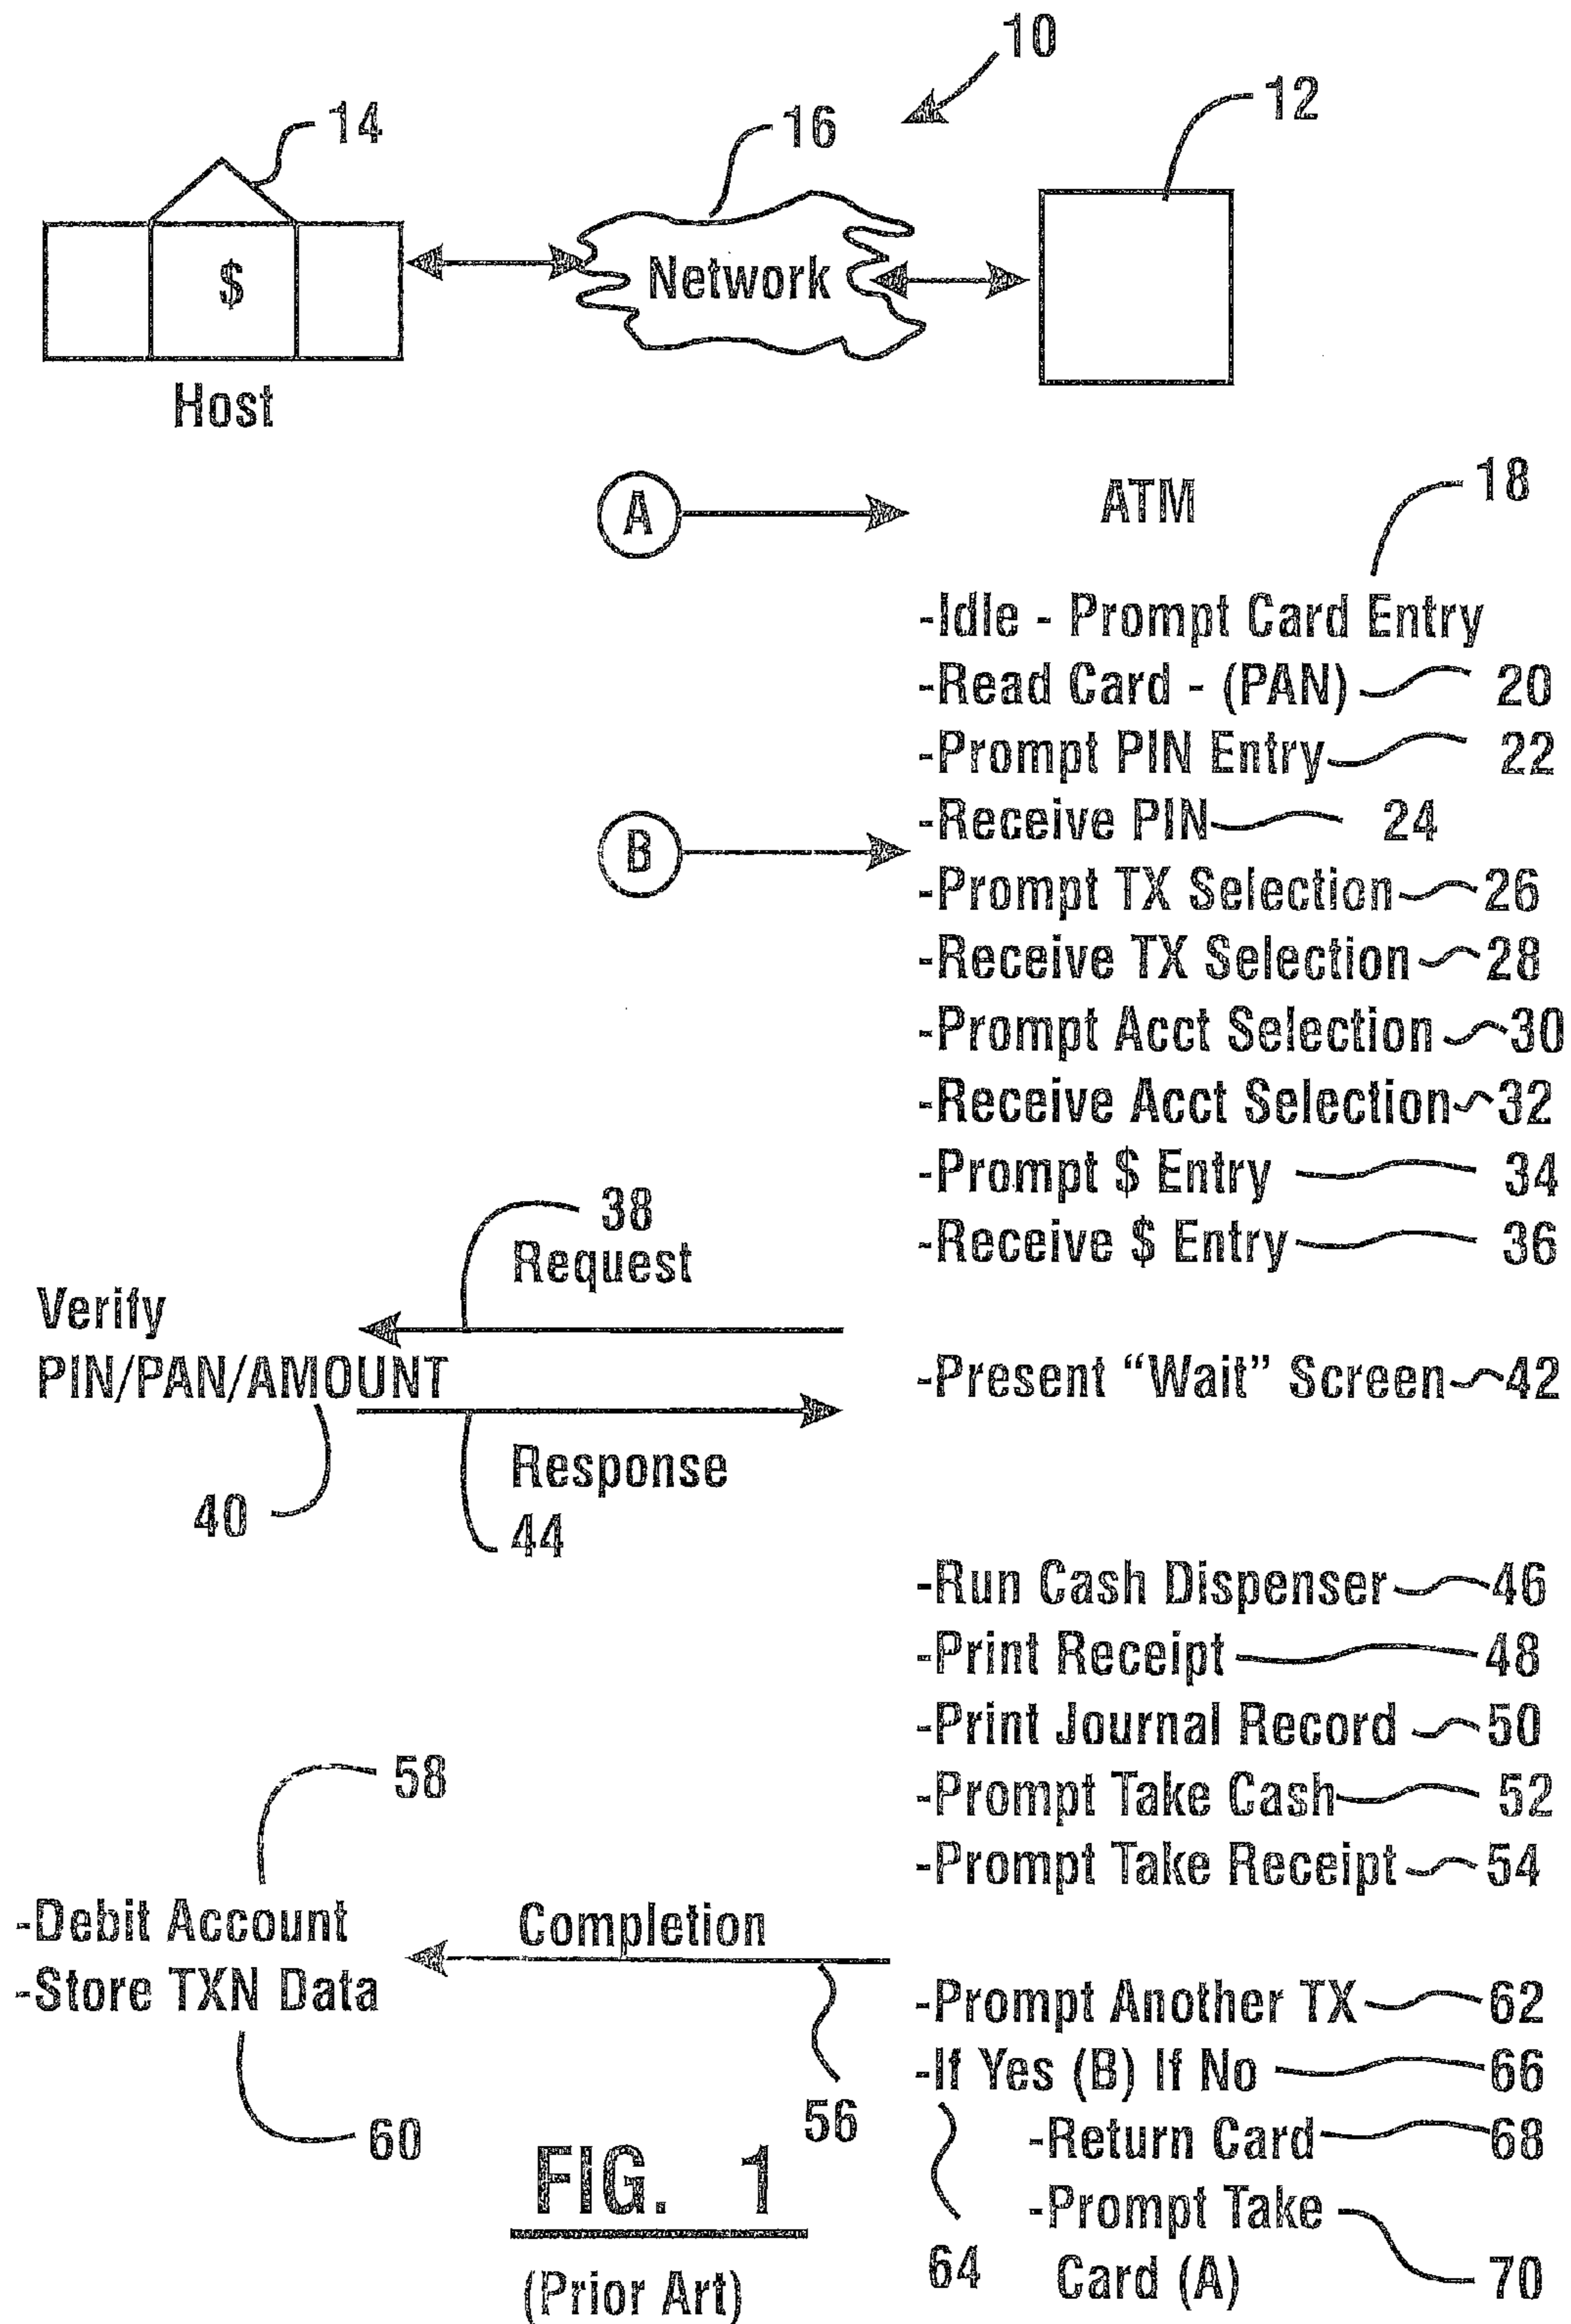 10
14
16
12
$
Network
Host
A
ATM
18
-Idle - Prompt Card Entry
-Read Card - (PAN) 20
-Prompt PIN Entry 22
-Receive PIN 24
B
-Prompt TX Selection 26
-Receive TX Selection 28
-Prompt Acct Selection 30
-Receive Acct Selection 32
-Prompt $ Entry 34
-Receive $ Entry 36
38
Request
Verify
PIN/PAN/AMOUNT
-Present “Wait” Screen 42
Response
40
44
-Run Cash Dispenser 46
-Print Receipt 48
-Print Journal Record 50
-Prompt Take Cash 52
-Prompt Take Receipt 54
58
-Debit Account
-Store TXN Data
Completion
56
60
-Prompt Another TX 62
-If Yes (B) If No 66
-Return Card 68
-Prompt Take
Card (A)
64
70
FIG. 1
(Prior Art)